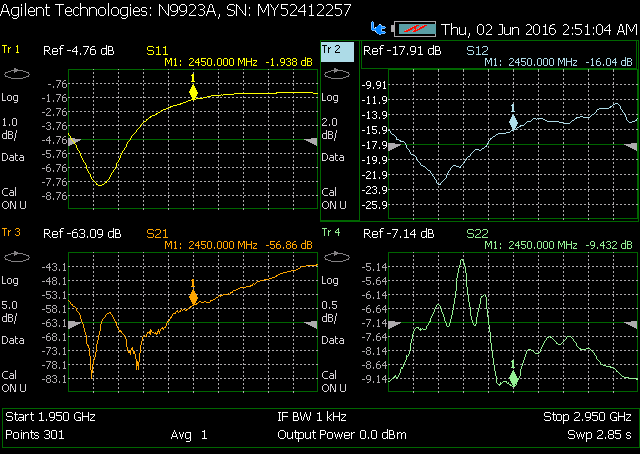 Agilent Technologies: N9923A, SN: MY52412257
Thu, 02 Jun 2016 2:51:04 AM
Tr 1 Ref -4.76 dB S11
M1: 2450.000 MHz -1.938 dB
1
-.76
-1.76
-2.76
-3.76
-4.76
-5.76
-6.76
-7.76
-8.76
Log
1.0
dB/
Data
Cal
ON U
Tr 2 Ref -17.91 dB S12
M1: 2450.000 MHz -16.04 dB
1
-9.91
-11.9
-13.9
-15.9
-17.9
-19.9
-21.9
-23.9
-25.9
Log
2.0
dB/
Data
Cal
ON U
Tr 3 Ref -63.09 dB S21
M1: 2450.000 MHz -56.86 dB
1
-43.1
-48.1
-53.1
-58.1
-63.1
-68.1
-73.1
-78.1
-83.1
Log
5.0
dB/
Data
Cal
ON U
Tr 4 Ref -7.14 dB S22
M1: 2450.000 MHz -9.432 dB
1
-5.14
-5.64
-6.14
-6.64
-7.14
-7.64
-8.14
-8.64
-9.14
Log
0.5
dB/
Data
Cal
ON U
Start 1.950 GHz IF BW 1 kHz Stop 2.950 GHz
Points 301 Avg 1 Output Power 0.0 dBm Swp 2.85 s